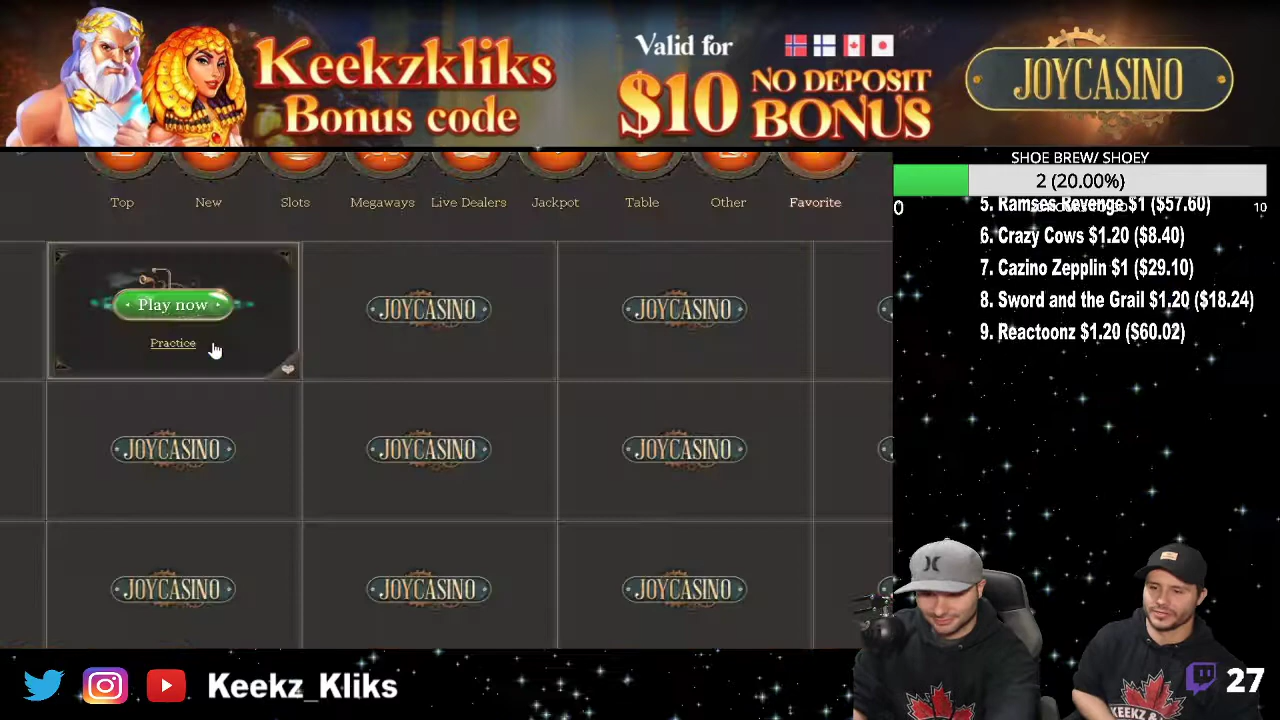 Keekzkliks
Bonus code
Valid for
$10 NO DEPOSIT
BONUS
JOYCASINO
SHOE BREW/ SHOEY
2 (20.00%)
0
10
5. Ramses Revenge $1 ($57.60)
6. Crazy Cows $1.20 ($8.40)
7. Cazino Zepplin $1 ($29.10)
8. Sword and the Grail $1.20 ($18.24)
9. Reactoonz $1.20 ($60.02)
Top New Slots Megaways Live Dealers Jackpot Table Other Favorite
Play now
Practice
JOYCASINO JOYCASINO
JOYCASINO JOYCASINO JOYCASINO
JOYCASINO JOYCASINO JOYCASINO
Keekz_Kliks
27